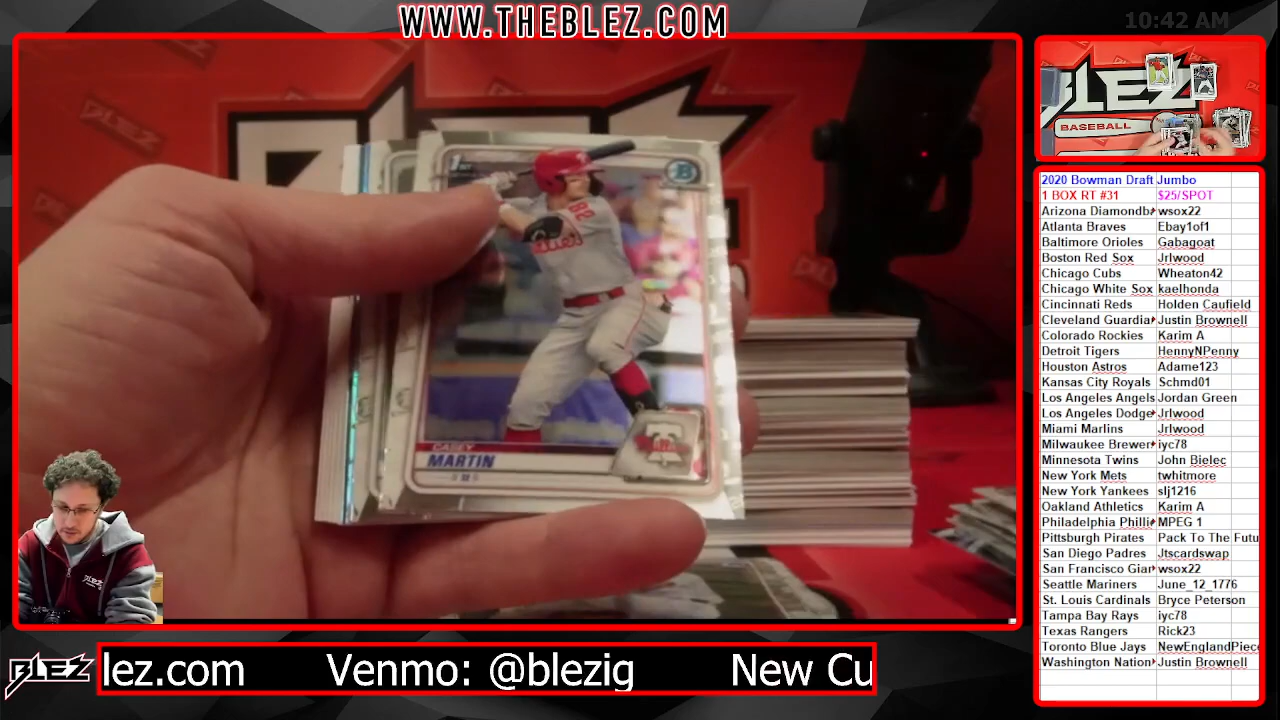 WWW.THEBLEZ.COM
10:42 AM
BLEZ
BASEBALL
1st
B
CASEY
MARTIN
2020 Bowman Draft Jumbo
1 BOX RT #31 $25/SPOT
Arizona Diamondba wsox22
Atlanta Braves Ebay1of1
Baltimore Orioles Gabagoat
Boston Red Sox Jrlwood
Chicago Cubs Wheaton42
Chicago White Sox kaelhonda
Cincinnati Reds Holden Caufield
Cleveland Guardia Justin Brownell
Colorado Rockies Karim A
Detroit Tigers HennyNPenny
Houston Astros Adame123
Kansas City Royals Schmd01
Los Angeles Angels Jordan Green
Los Angeles Dodge Jrlwood
Miami Marlins Jrlwood
Milwaukee Brewer iyc78
Minnesota Twins John Bielec
New York Mets twhitmore
New York Yankees slj1216
Oakland Athletics Karim A
Philadelphia Philli MPEG 1
Pittsburgh Pirates Pack To The Futu
San Diego Padres Jtscardswap
San Francisco Gian wsox22
Seattle Mariners June_12_1776
St. Louis Cardinals Bryce Peterson
Tampa Bay Rays iyc78
Texas Rangers Rick23
Toronto Blue Jays NewEnglandPiece
Washington Nation Justin Brownell
BLEZ
lez.com Venmo: @blezig New Cu